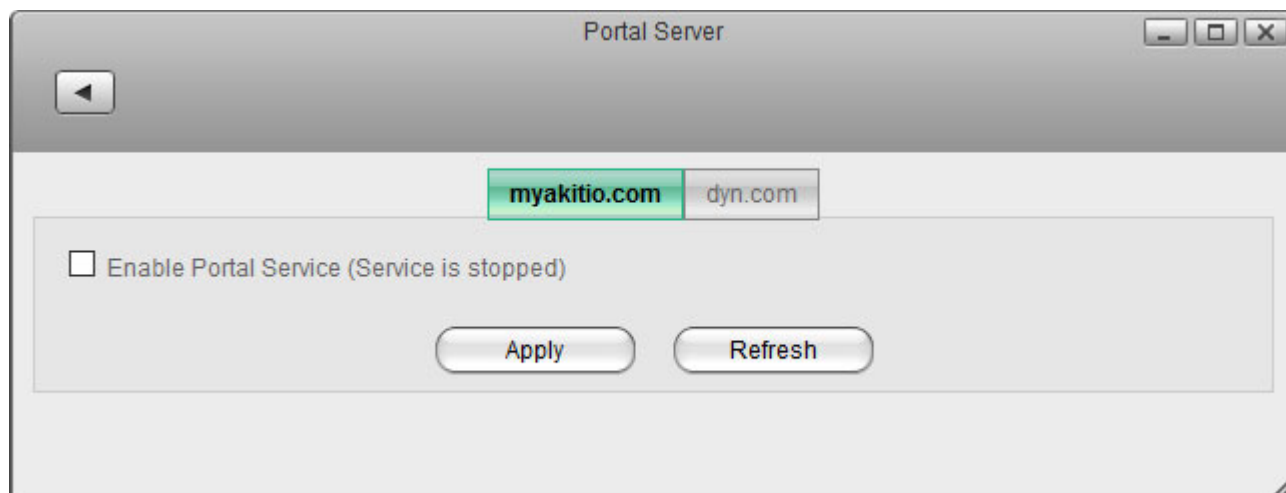 Portal Server
myakitio.com dyn.com
Enable Portal Service (Service is stopped)
Apply Refresh